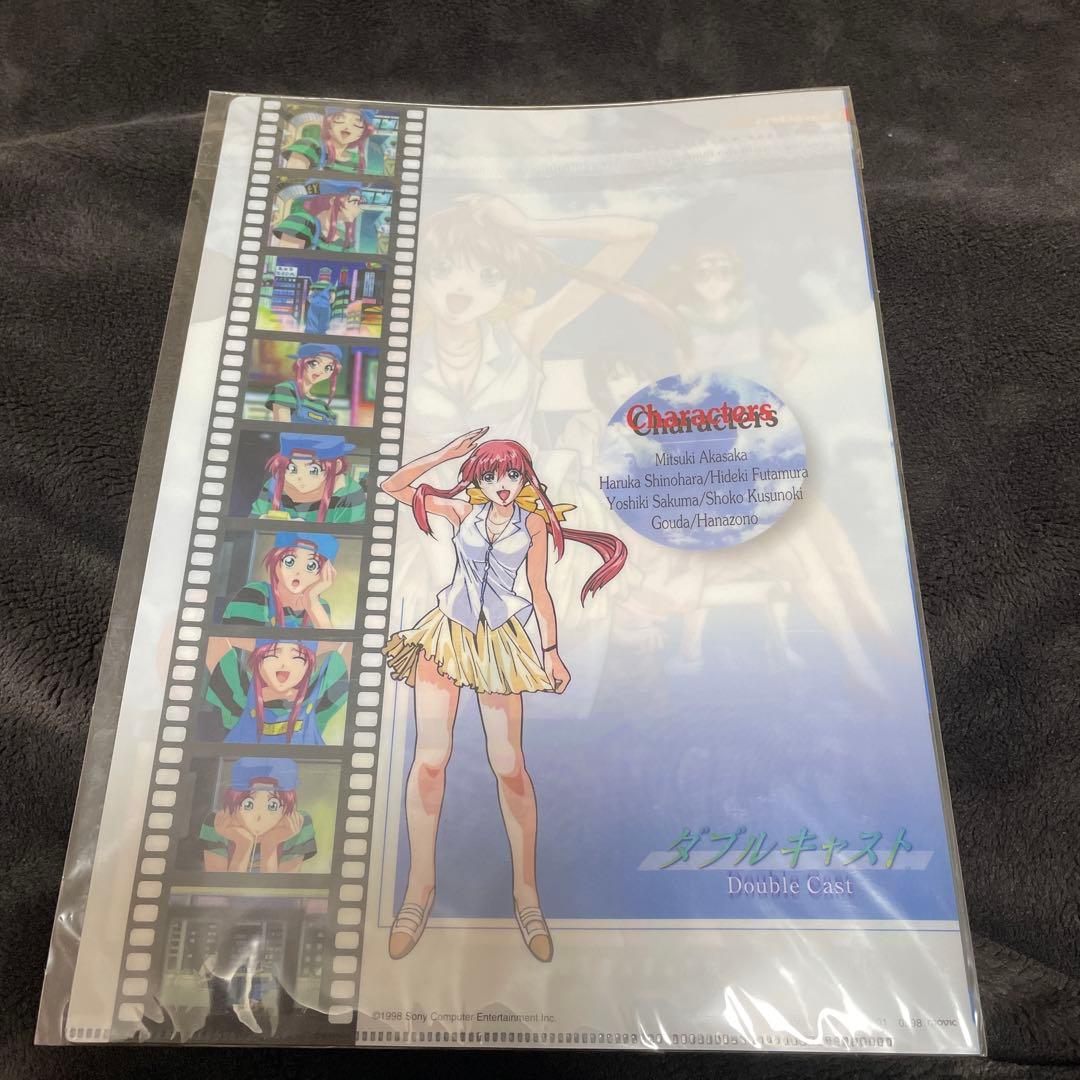 Characters
Mitsuki Akasaka
Haruka Shinohara/Hideki Futamura
Yoshiki Sakuma/Shoko Kusunoki
Gouda/Hanazono
ダブルキャスト
Double Cast
©1998 Sony Computer Entertainment Inc.
movic